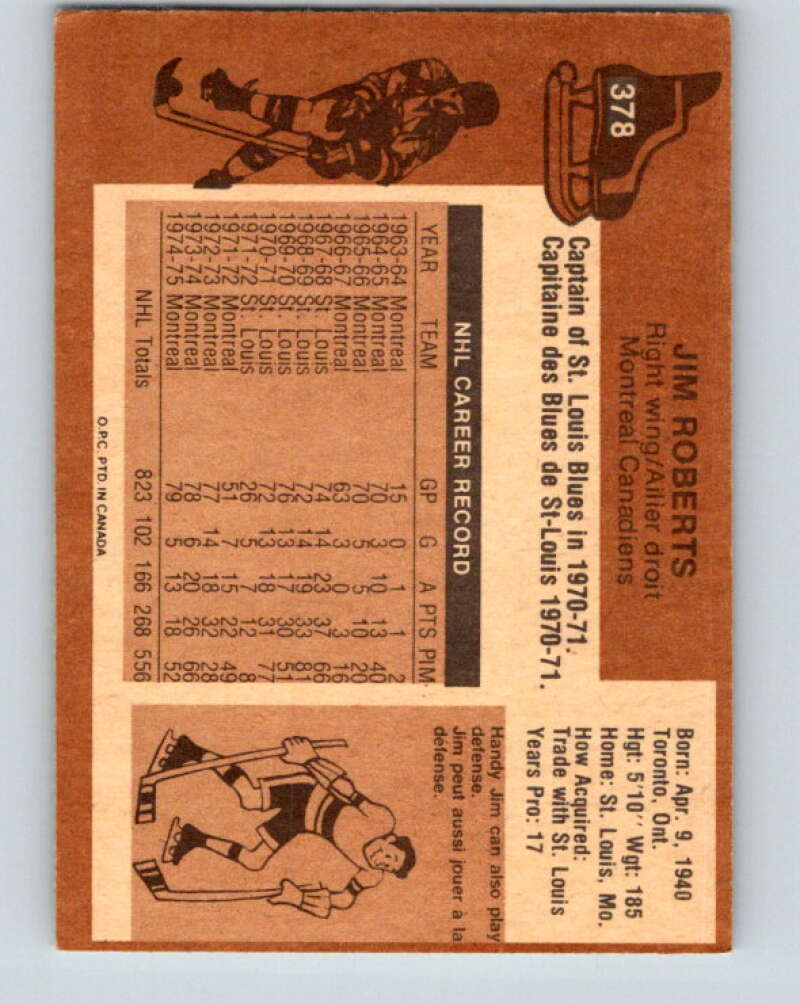 378
JIM ROBERTS
Right wing/Ailier droit
Montreal Canadiens
Captain of St. Louis Blues in 1970-71.
Capitaine des Blues de St-Louis 1970-71.
NHL CAREER RECORD
YEAR TEAM GP G A PTS PIM
1963-64 Montreal 15 0 1 1 2
1964-65 Montreal 70 3 10 13 40
1965-66 Montreal 70 5 5 10 20
1966-67 Montreal 63 3 0 3 16
1967-68 St. Louis 74 14 23 37 66
1968-69 St. Louis 72 14 19 33 81
1969-70 St. Louis 76 13 17 30 51
1970-71 St. Louis 72 13 18 31 77
1971-72 St. Louis 26 5 7 12 8
1971-72 Montreal 51 7 15 22 49
1972-73 Montreal 77 14 18 32 28
1973-74 Montreal 78 6 20 26 66
1974-75 Montreal 79 5 13 18 52
NHL Totals 823 102 166 268 556
O.P.C. PTD. IN CANADA
Born: Apr. 9, 1940
Toronto, Ont.
Hgt: 5'10'' Wgt: 185
Home: St. Louis, Mo.
How Acquired:
Trade with St. Louis
Years Pro: 17
Handy Jim can also play
defense.
Jim peut aussi jouer à la
défense.